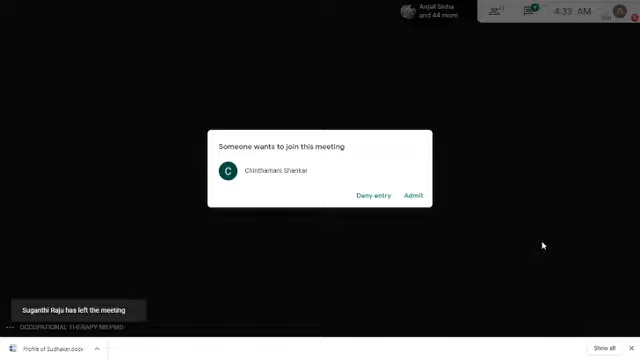 Anjali Sinha
and 44 more
4:33 AM
Someone wants to join this meeting
C
Chinthamani Shankar
Deny entry
Admit
Suganthi Raju has left the meeting
OCCUPATIONAL THERAPY NIEPMD
Profile of Sudhakar.docx
Show all